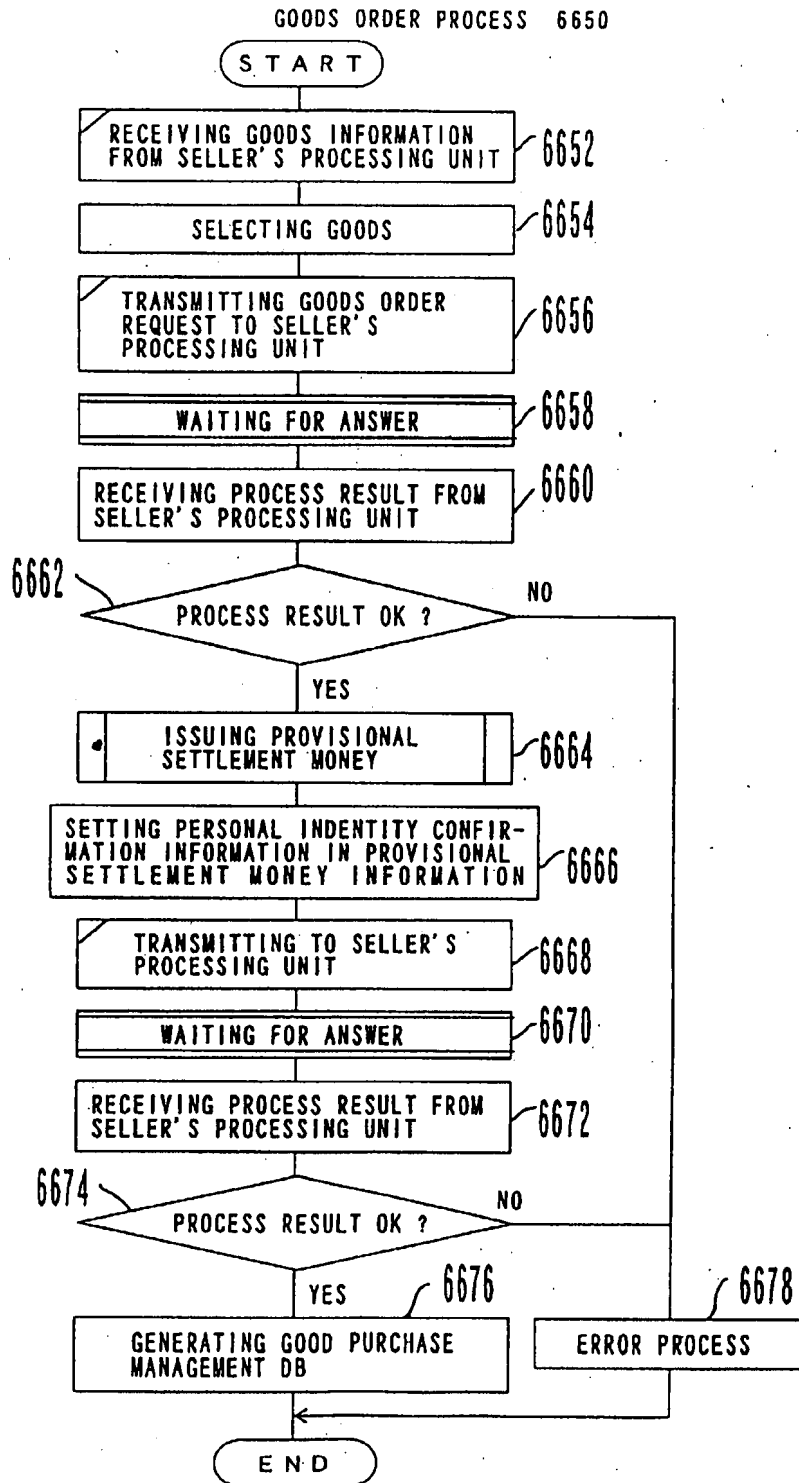 GOODS ORDER PROCESS 6650
START
RECEIVING GOODS INFORMATION
FROM SELLER'S PROCESSING UNIT
6652
SELECTING GOODS
6654
TRANSMITTING GOODS ORDER
REQUEST TO SELLER'S
PROCESSING UNIT
6656
WAITING FOR ANSWER
6658
RECEIVING PROCESS RESULT FROM
SELLER'S PROCESSING UNIT
6660
6662
PROCESS RESULT OK ?
NO
YES
ISSUING PROVISIONAL
SETTLEMENT MONEY
6664
SETTING PERSONAL INDENTITY CONFIR-
MATION INFORMATION IN PROVISIONAL
SETTLEMENT MONEY INFORMATION
6666
TRANSMITTING TO SELLER'S
PROCESSING UNIT
6668
WAITING FOR ANSWER
6670
RECEIVING PROCESS RESULT FROM
SELLER'S PROCESSING UNIT
6672
6674
PROCESS RESULT OK ?
NO
YES
6676
GENERATING GOOD PURCHASE
MANAGEMENT DB
6678
ERROR PROCESS
END